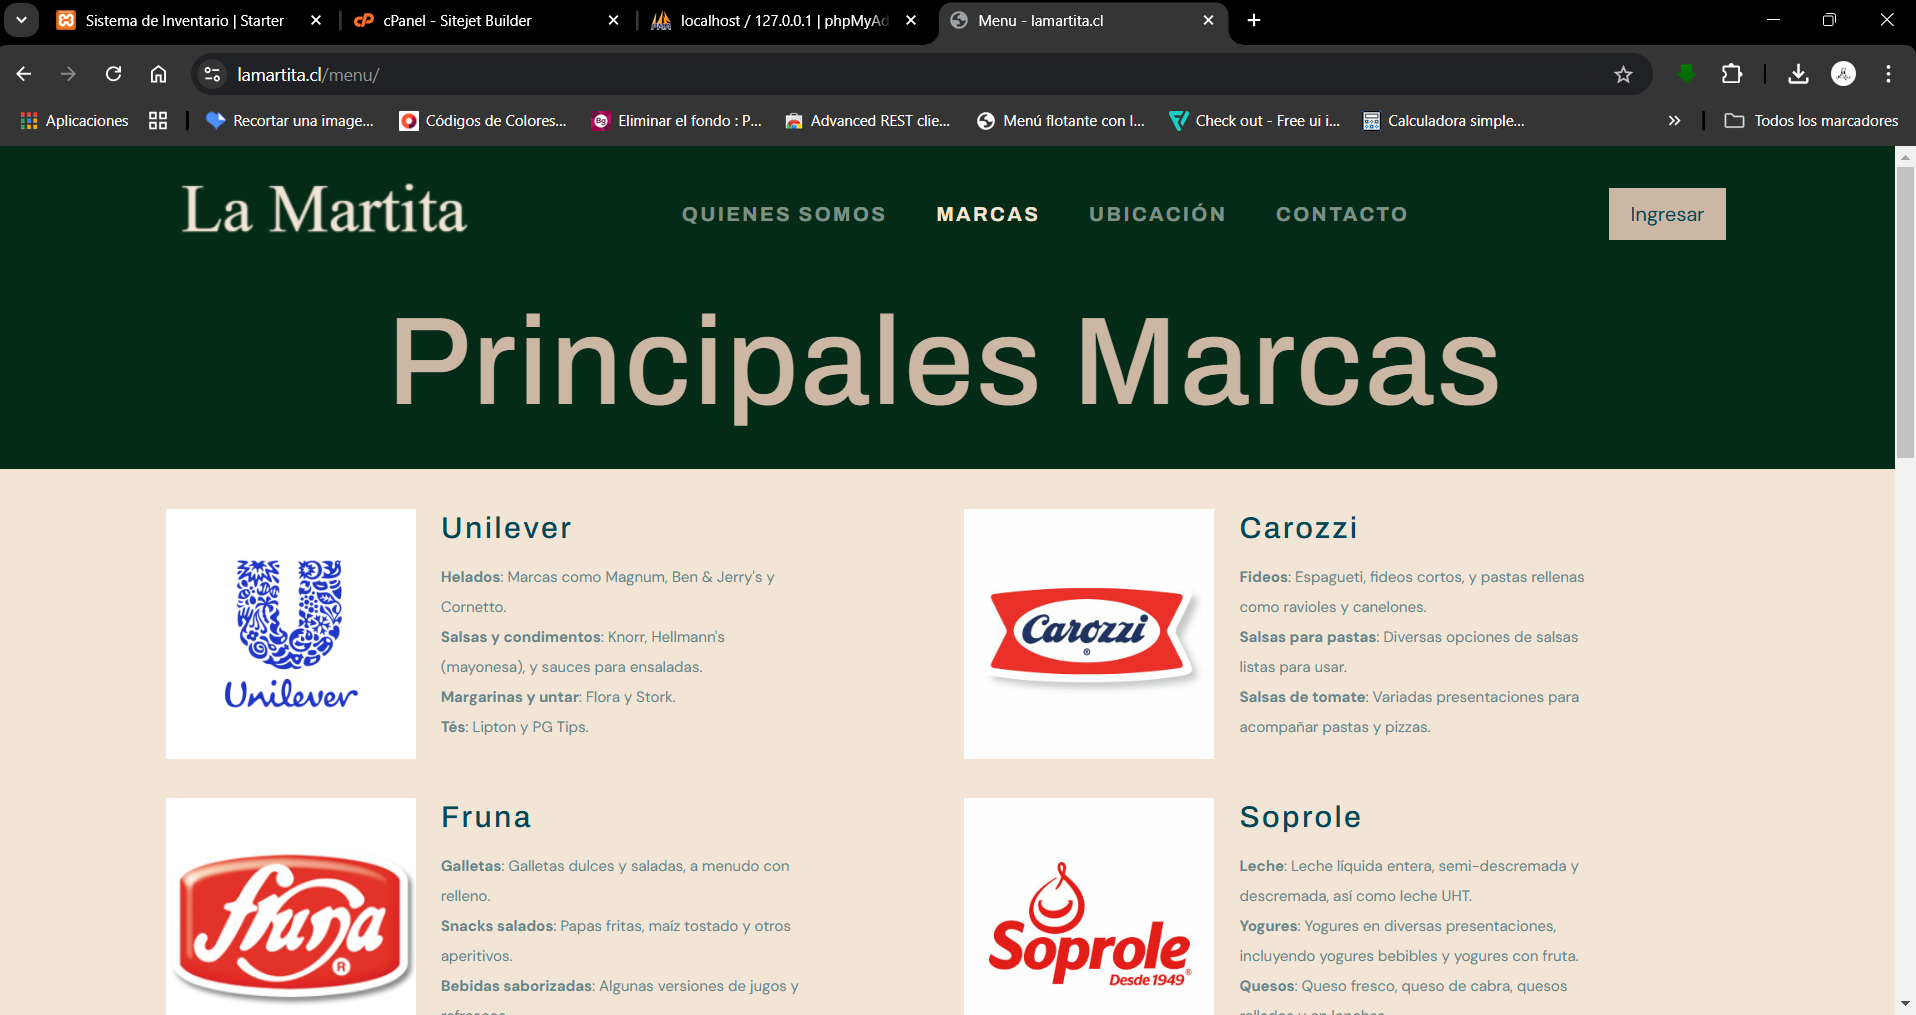 Sistema de Inventario | Starter
cPanel - Sitejet Builder
localhost / 127.0.0.1 | phpMyAd
Menu - lamartita.cl
lamartita.cl/menu/
Aplicaciones
Recortar una image...
Códigos de Colores...
Eliminar el fondo : P...
Advanced REST clie...
Menú flotante con I...
Check out - Free ui i...
Calculadora simple...
Todos los marcadores
La Martita
QUIENES SOMOS
MARCAS
UBICACIÓN
CONTACTO
Ingresar
Principales Marcas
Unilever
Unilever
Helados: Marcas como Magnum, Ben & Jerry's y
Cornetto.
Salsas y condimentos: Knorr, Hellmann's
(mayonesa), y sauces para ensaladas.
Margarinas y untar: Flora y Stork.
Tés: Lipton y PG Tips.
Carozzi
®
Carozzi
Fideos: Espagueti, fideos cortos, y pastas rellenas
como ravioles y canelones.
Salsas para pastas: Diversas opciones de salsas
listas para usar.
Salsas de tomate: Variadas presentaciones para
acompañar pastas y pizzas.
fruna
®
Fruna
Galletas: Galletas dulces y saladas, a menudo con
relleno.
Snacks salados: Papas fritas, maíz tostado y otros
aperitivos.
Bebidas saborizadas: Algunas versiones de jugos y
Soprole
Desde 1949®
Soprole
Leche: Leche líquida entera, semi-descremada y
descremada, así como leche UHT.
Yogures: Yogures en diversas presentaciones,
incluyendo yogures bebibles y yogures con fruta.
Quesos: Queso fresco, queso de cabra, quesos